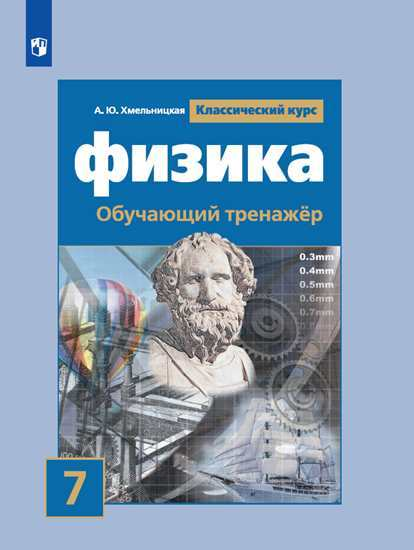 А. Ю. Хмельницкая Классический курс
физика
Обучающий тренажёр
0.3mm
0.4mm
0.5mm
0.6mm
0.7mm
7